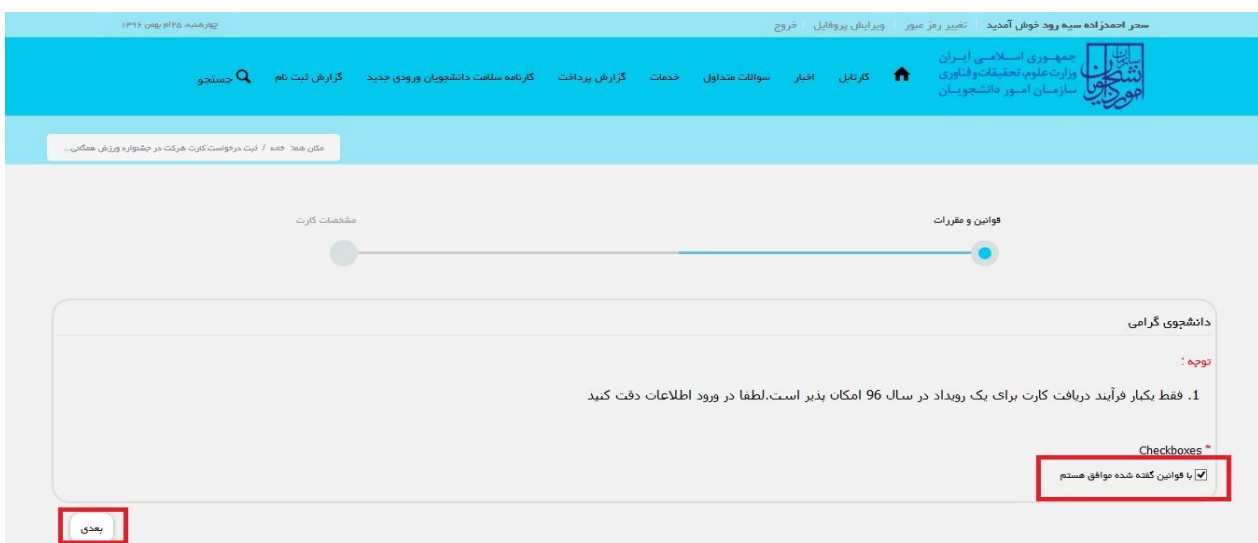 سحر احمدزاده سیه رود خوش آمدید تغییر رمز عبور ویرایش پروفایل خروج
چهارشنبه، ۲۵ام بهمن ۱۳۹۶
سازمان امور دانشجویان
جمهوری اسلامی ایران
وزارت علوم، تحقیقات و فناوری
سازمان امور دانشجویان
کارتابل اخبار سوالات متداول خدمات گزارش پرداخت کارنامه سلامت دانشجویان ورودی جدید گزارش ثبت نام جستجو
مکان شما: خانه / ثبت درخواست کارت شرکت در جشنواره ورزش همگانی...
قوانین و مقررات
مشخصات کارت
دانشجوی گرامی
توجه :
1. فقط یکبار فرآیند دریافت کارت برای یک رویداد در سال 96 امکان پذیر است.لطفا در ورود اطلاعات دقت کنید
Checkboxes *
با قوانین گفته شده موافق هستم
بعدی